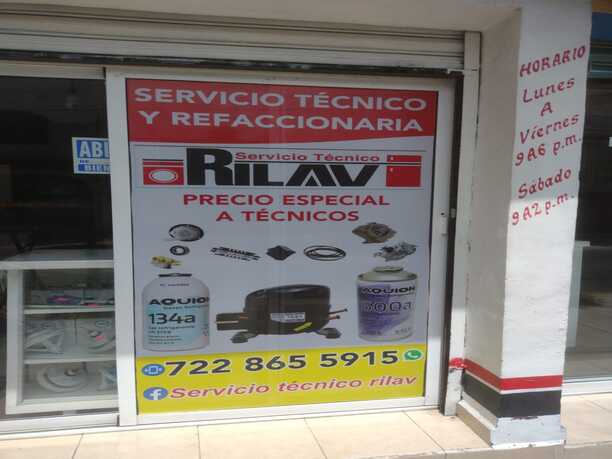 SERVICIO TÉCNICO
Y REFACCIONARIA
Servicio Técnico
RILAV
PRECIO ESPECIAL
A TÉCNICOS
AQUION
134a
AQUION
600a
722 865 5915
Servicio técnico rilav
HORARIO
Lunes
A
Viernes
9 A 6 p.m.
Sábado
9 A 2 p.m.